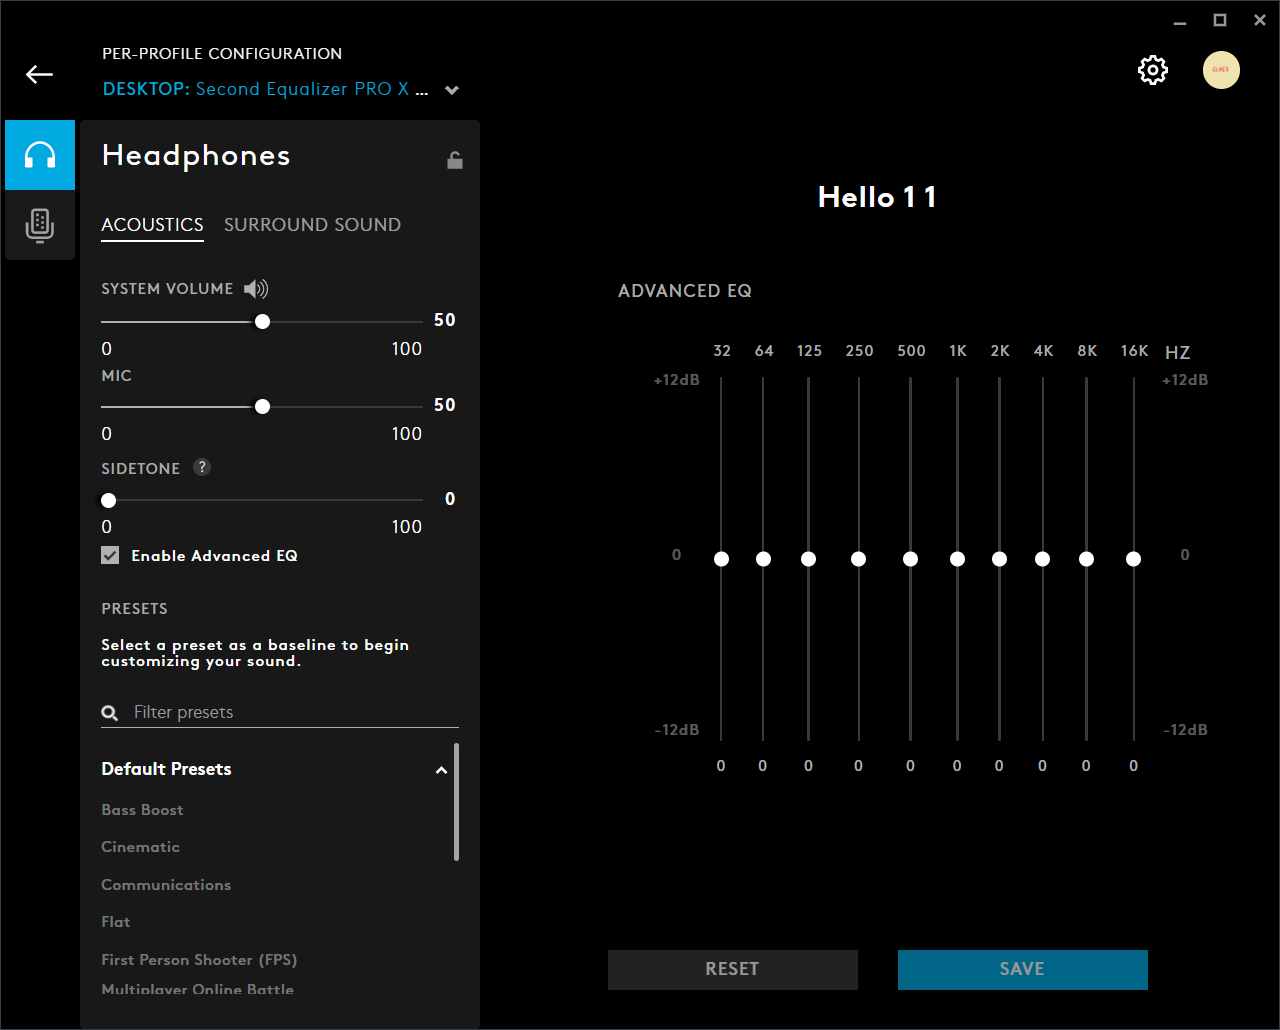 PER-PROFILE CONFIGURATION
DESKTOP: Second Equalizer PRO X ...
Headphones
ACOUSTICS SURROUND SOUND
SYSTEM VOLUME
50
0 100
MIC
50
0 100
SIDETONE ?
0
0 100
Enable Advanced EQ
PRESETS
Select a preset as a baseline to begin
customizing your sound.
Filter presets
Default Presets
Bass Boost
Cinematic
Communications
Flat
First Person Shooter (FPS)
Multiplayer Online Battle
Hello 1 1
ADVANCED EQ
32 64 125 250 500 1K 2K 4K 8K 16K HZ
+12dB +12dB
0 0
-12dB -12dB
0 0 0 0 0 0 0 0 0 0
RESET SAVE